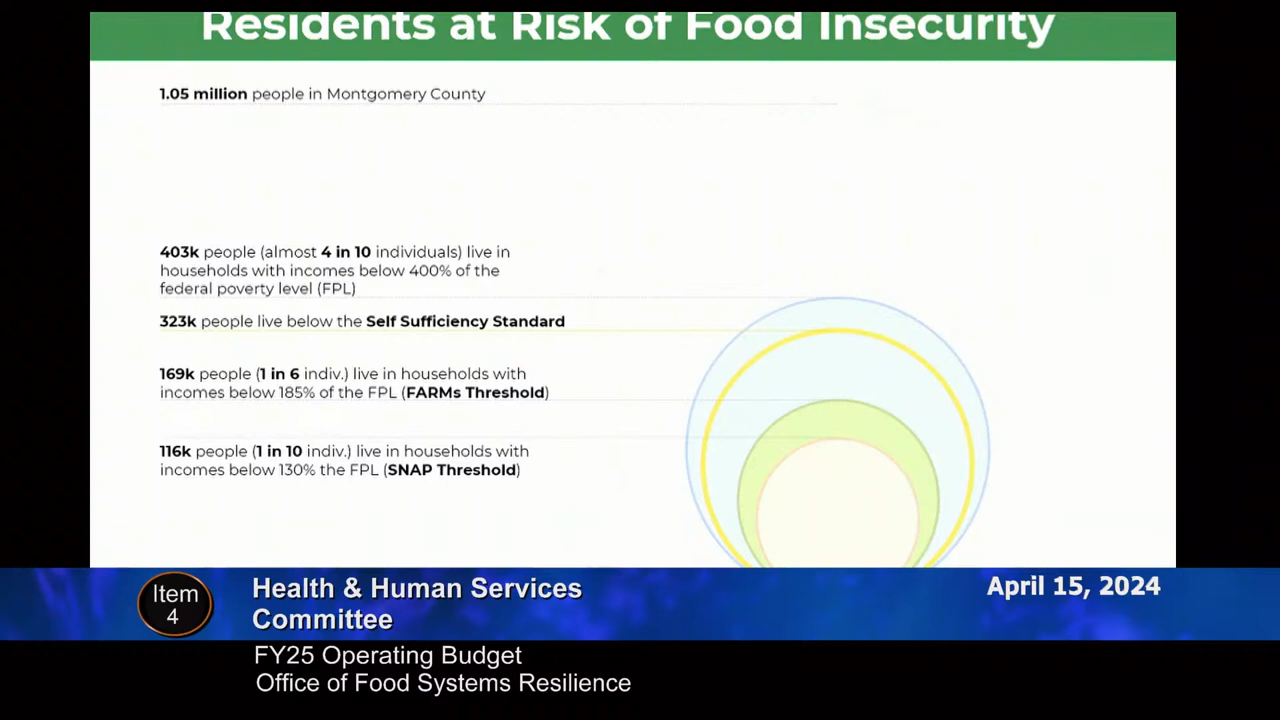 Residents at Risk of Food Insecurity
1.05 million people in Montgomery County
403k people (almost 4 in 10 individuals) live in
households with incomes below 400% of the
federal poverty level (FPL)
323k people live below the Self Sufficiency Standard
169k people (1 in 6 indiv.) live in households with
incomes below 185% of the FPL (FARMs Threshold)
116k people (1 in 10 indiv.) live in households with
incomes below 130% the FPL (SNAP Threshold)
Item
4
Health & Human Services
Committee
April 15, 2024
FY25 Operating Budget
Office of Food Systems Resilience